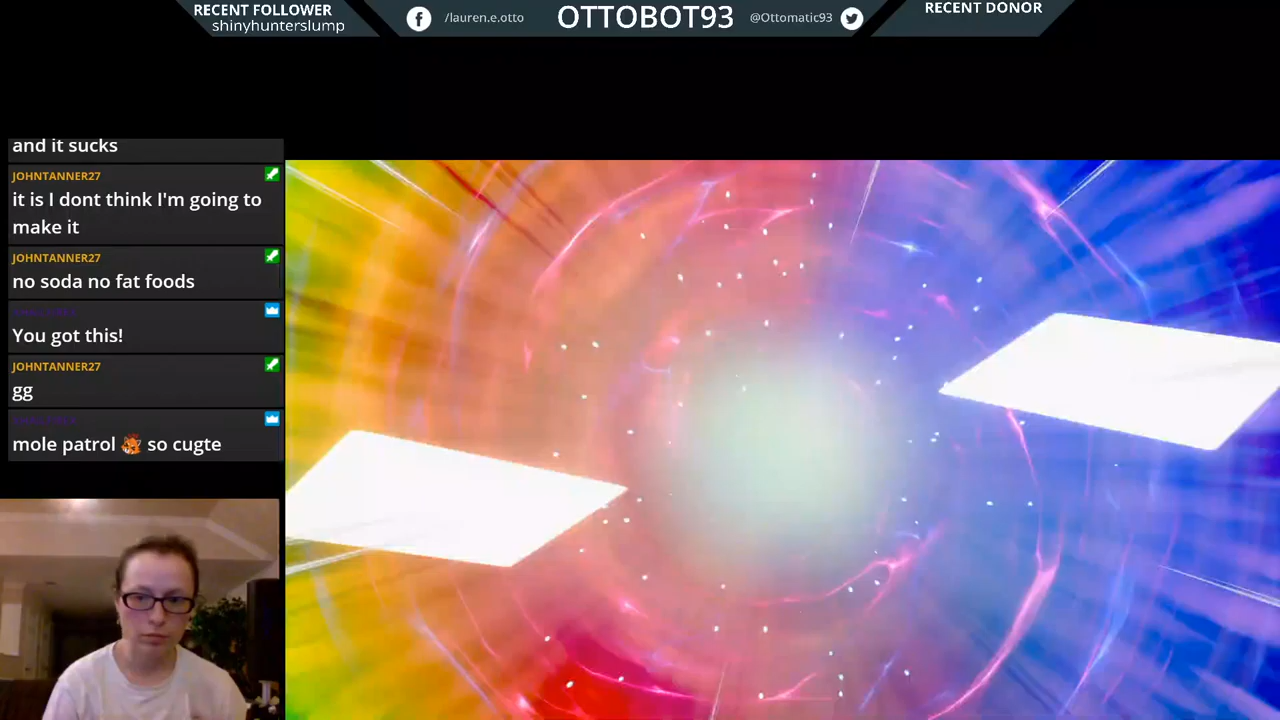 RECENT FOLLOWER
shinyhunterslump
/lauren.e.otto
OTTOBOT93
@Ottomatic93
RECENT DONOR
and it sucks
JOHNTANNER27
it is I dont think I'm going to
make it
JOHNTANNER27
no soda no fat foods
You got this!
JOHNTANNER27
gg
mole patrol so cugte